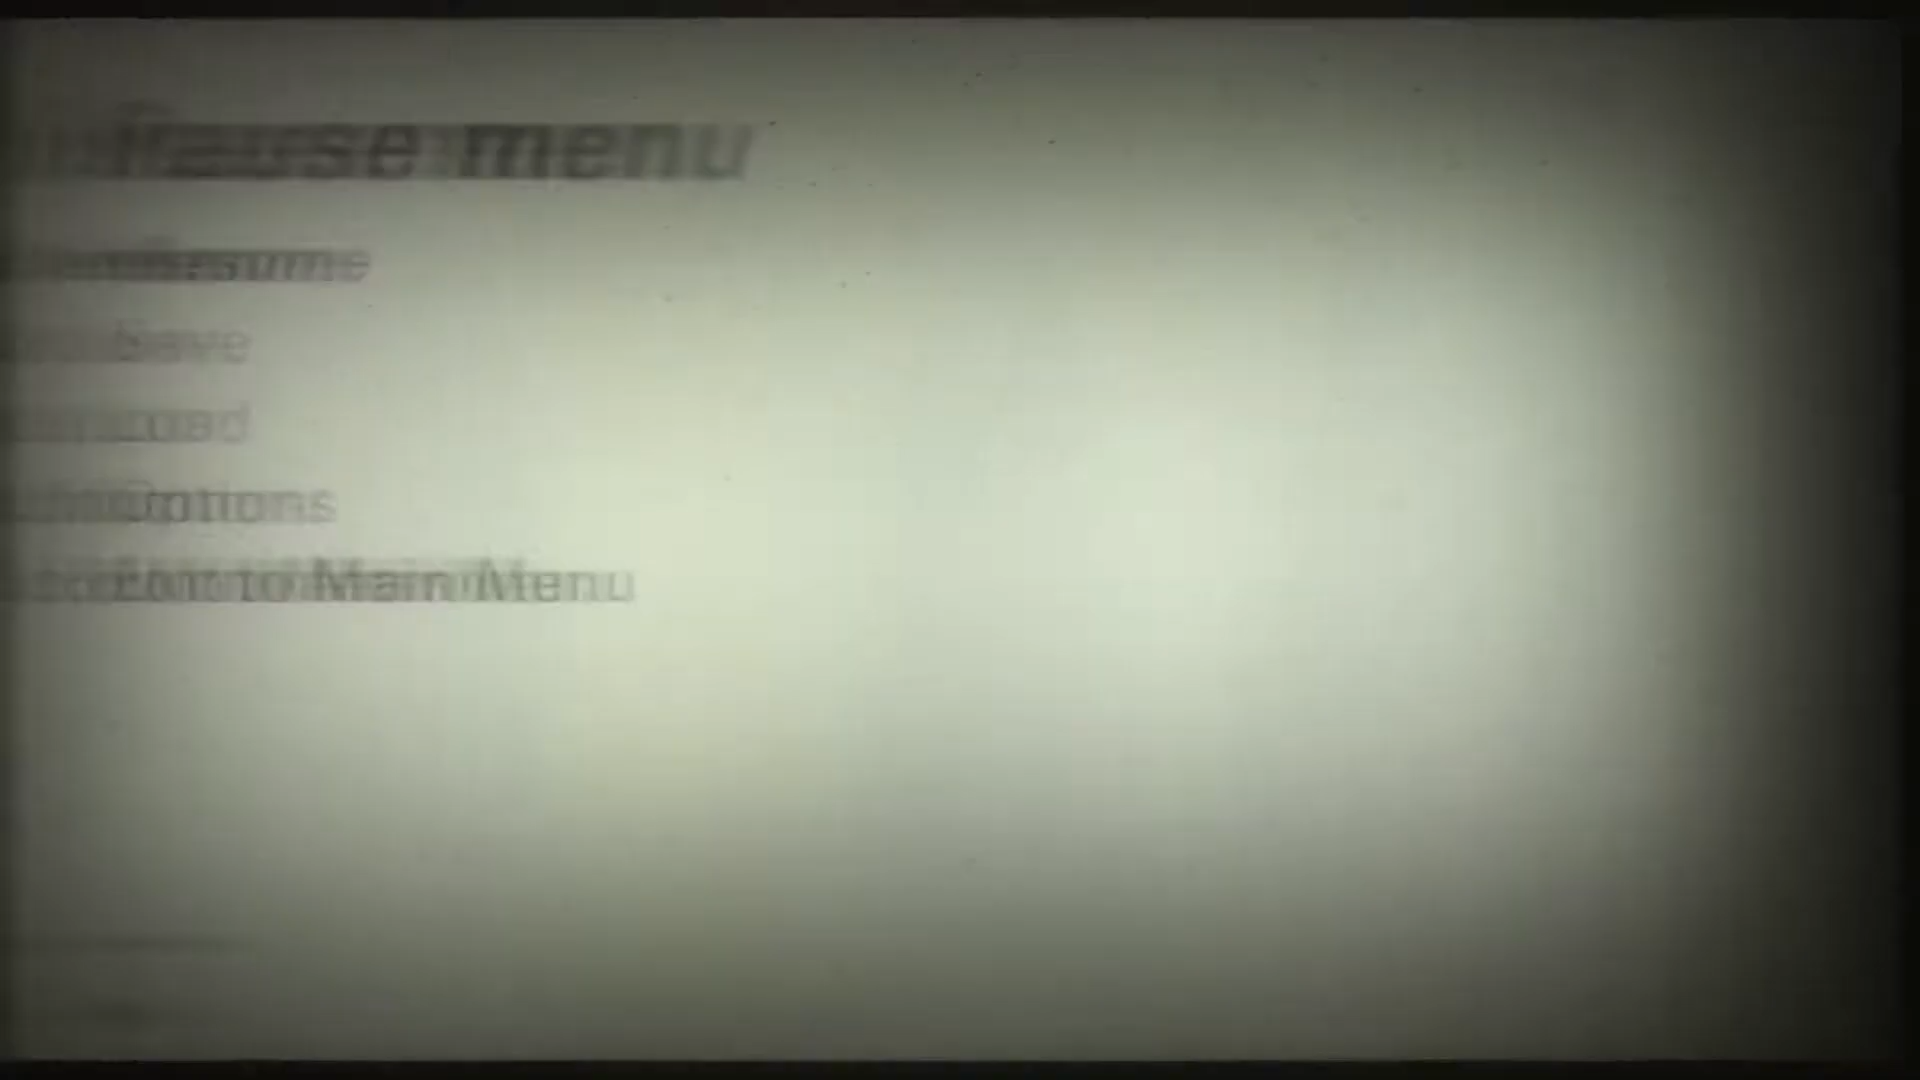 Pause menu
Resume
Save
Load
Options
Exit to Main Menu